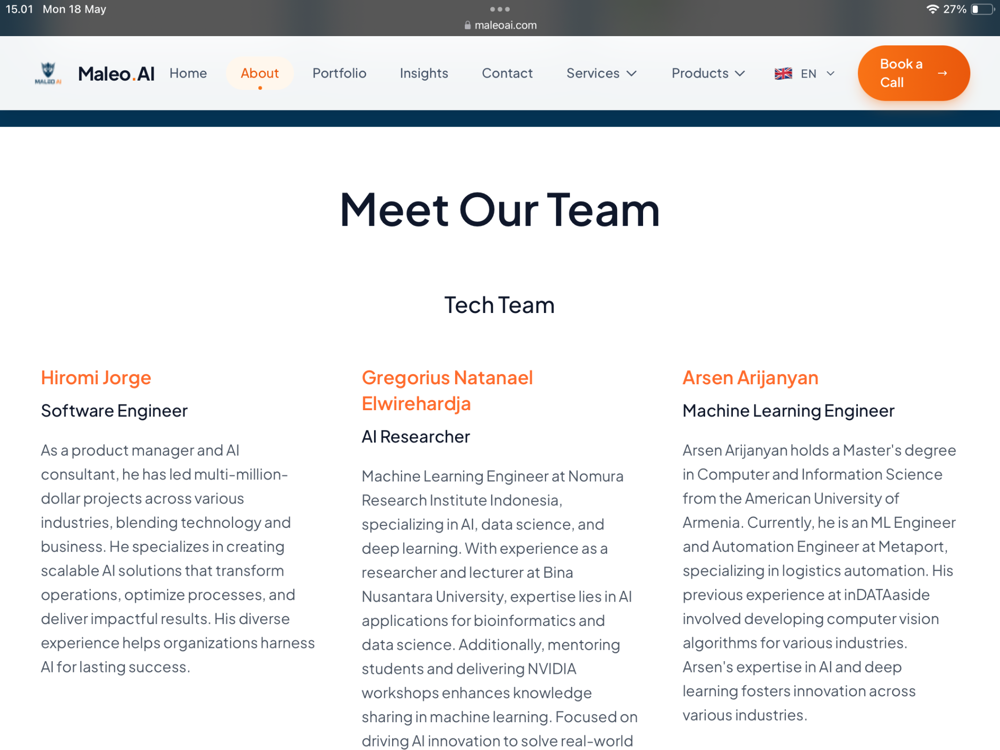 15.01 Mon 18 May
27%
maleoai.com
MALEO AI
Maleo.AI
Home
About
Portfolio
Insights
Contact
Services
Products
EN
Book a
Call
Meet Our Team
Tech Team
Hiromi Jorge
Software Engineer
As a product manager and AI
consultant, he has led multi-million-
dollar projects across various
industries, blending technology and
business. He specializes in creating
scalable AI solutions that transform
operations, optimize processes, and
deliver impactful results. His diverse
experience helps organizations harness
AI for lasting success.
Gregorius Natanael
Elwirehardja
AI Researcher
Machine Learning Engineer at Nomura
Research Institute Indonesia,
specializing in AI, data science, and
deep learning. With experience as a
researcher and lecturer at Bina
Nusantara University, expertise lies in AI
applications for bioinformatics and
data science. Additionally, mentoring
students and delivering NVIDIA
workshops enhances knowledge
sharing in machine learning. Focused on
driving AI innovation to solve real-world
Arsen Arijanyan
Machine Learning Engineer
Arsen Arijanyan holds a Master's degree
in Computer and Information Science
from the American University of
Armenia. Currently, he is an ML Engineer
and Automation Engineer at Metaport,
specializing in logistics automation. His
previous experience at inDATAaside
involved developing computer vision
algorithms for various industries.
Arsen's expertise in AI and deep
learning fosters innovation across
various industries.